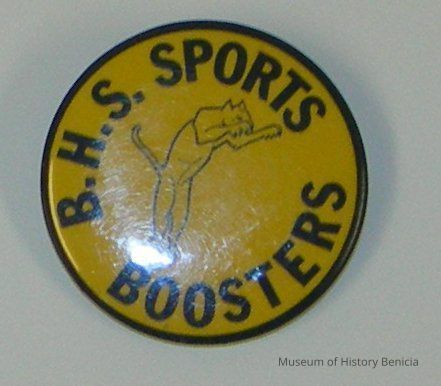 B.H.S. SPORTS
BOOSTERS
Museum of History Benicia